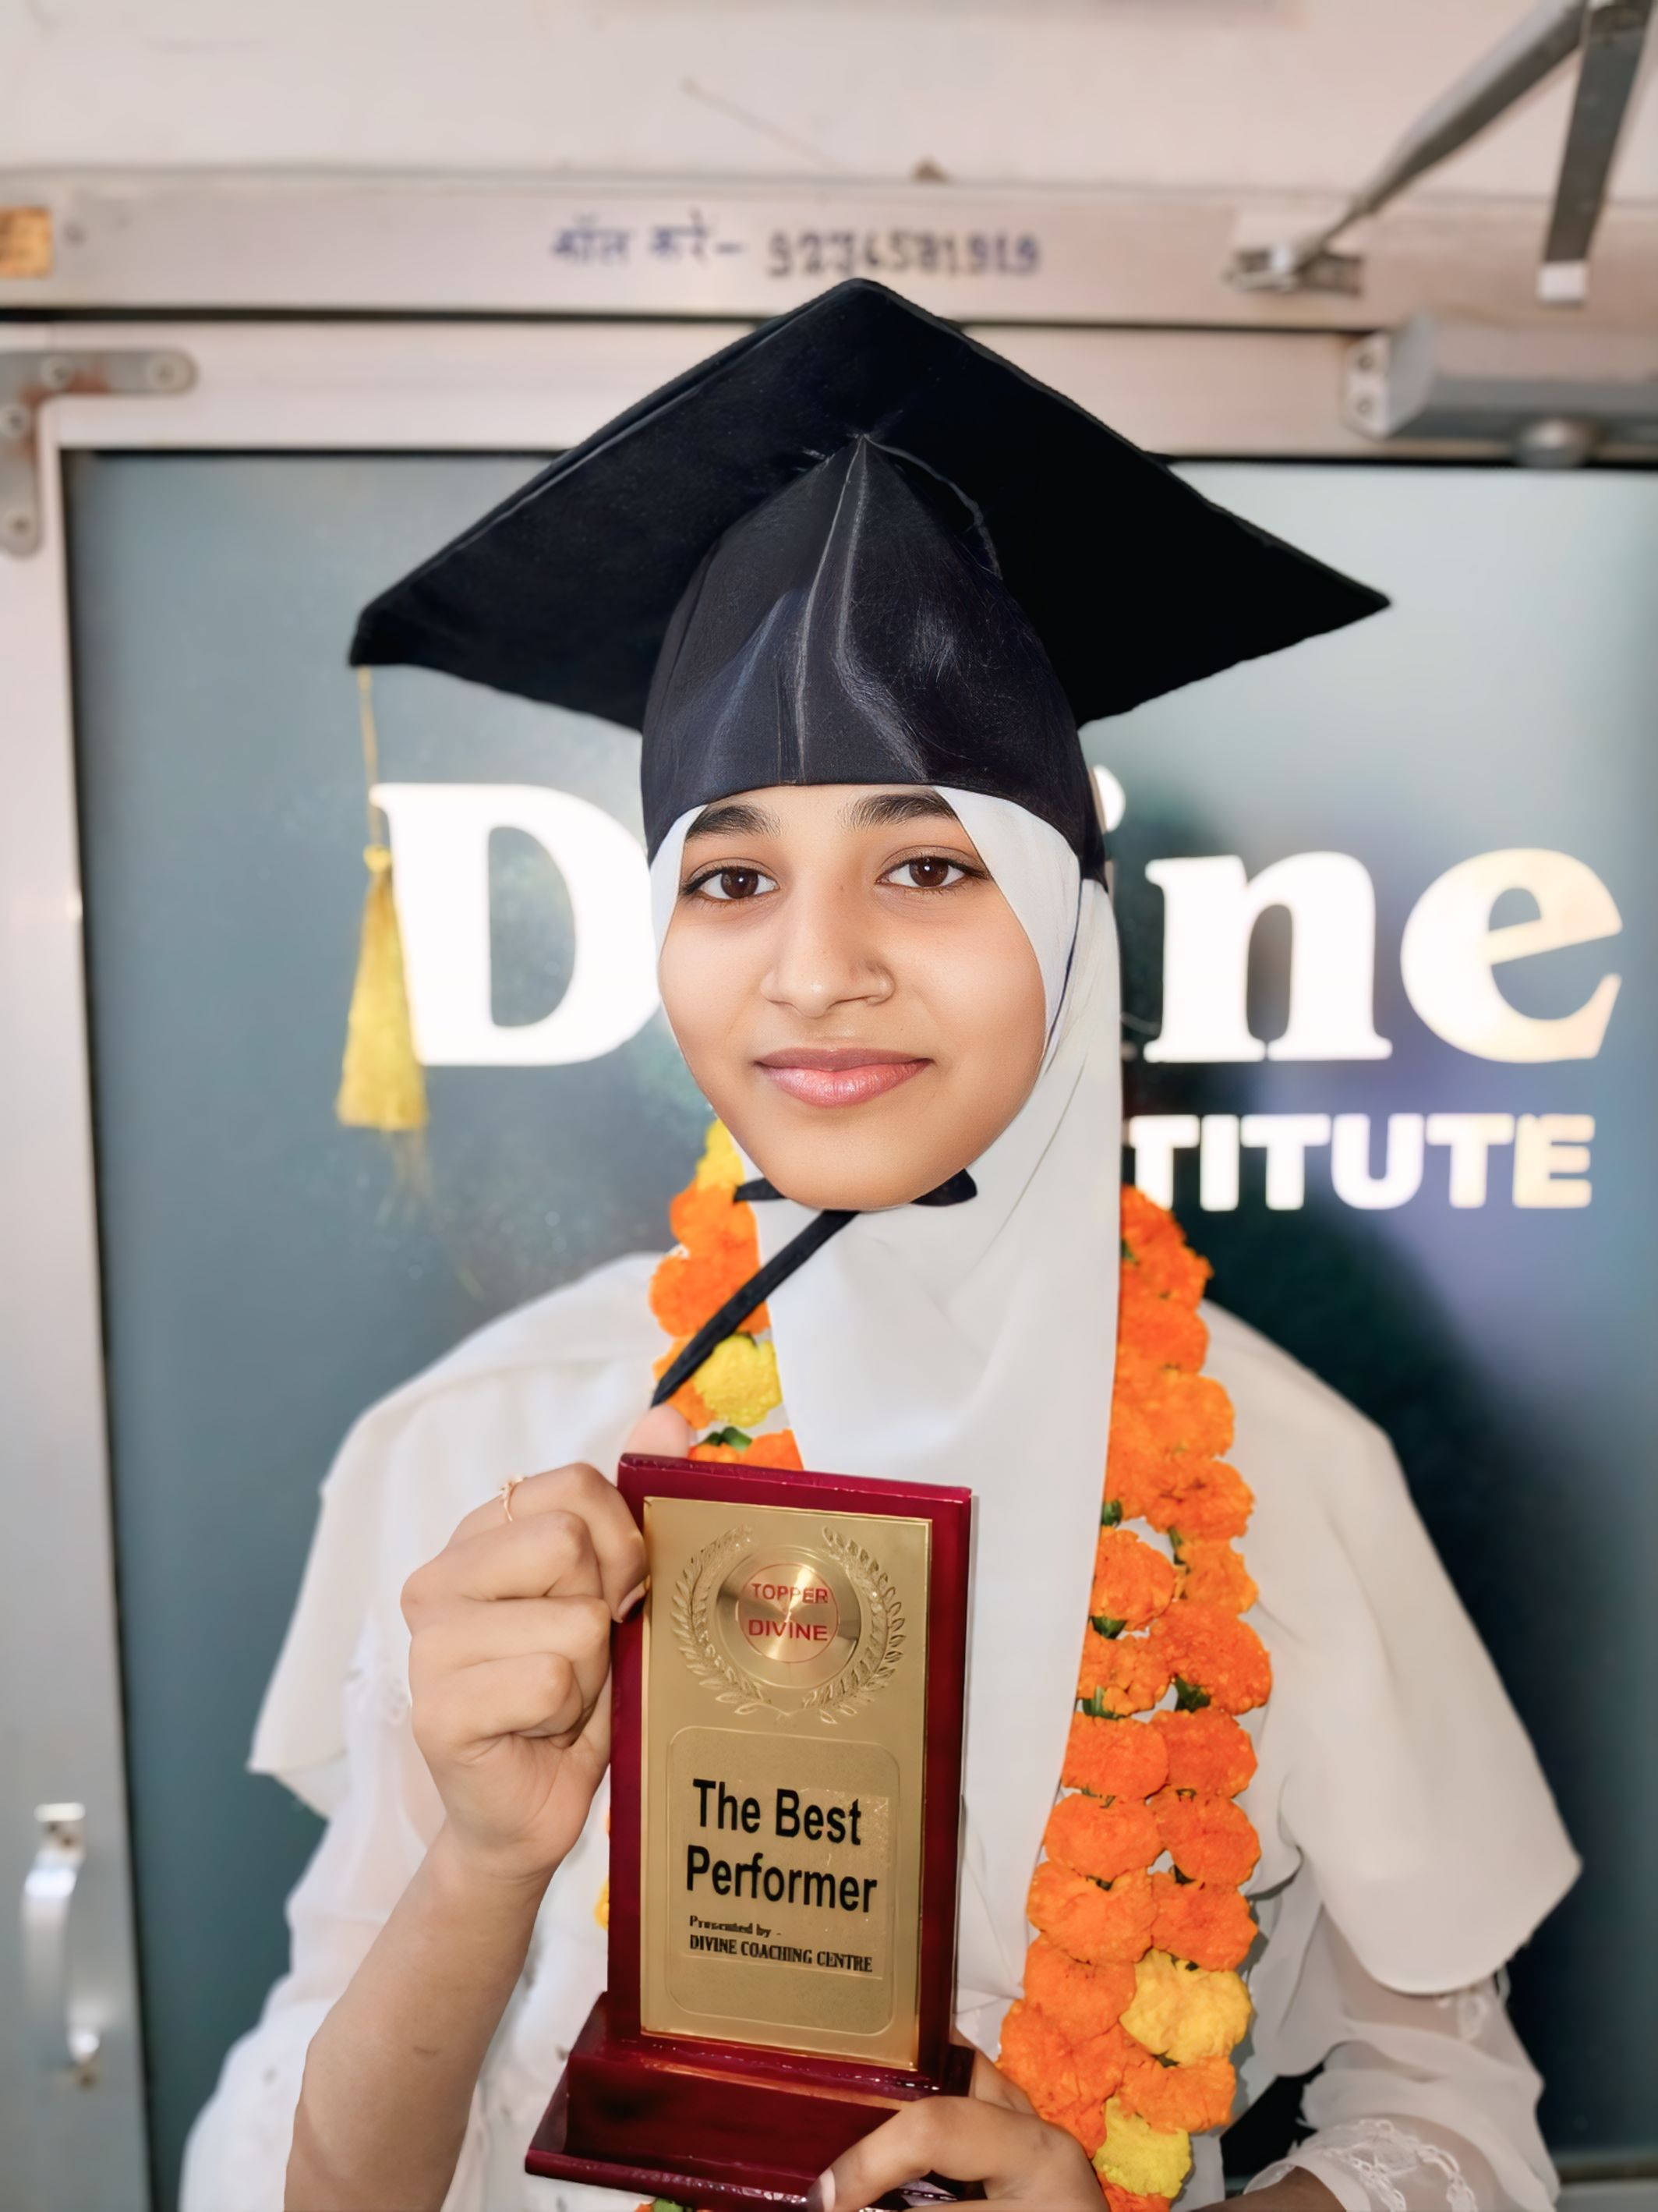 कॉल करें- 9236581919
D ine
TITUTE
TOPPER
DIVINE
The Best
Performer
Presented by -
DIVINE COACHING CENTRE